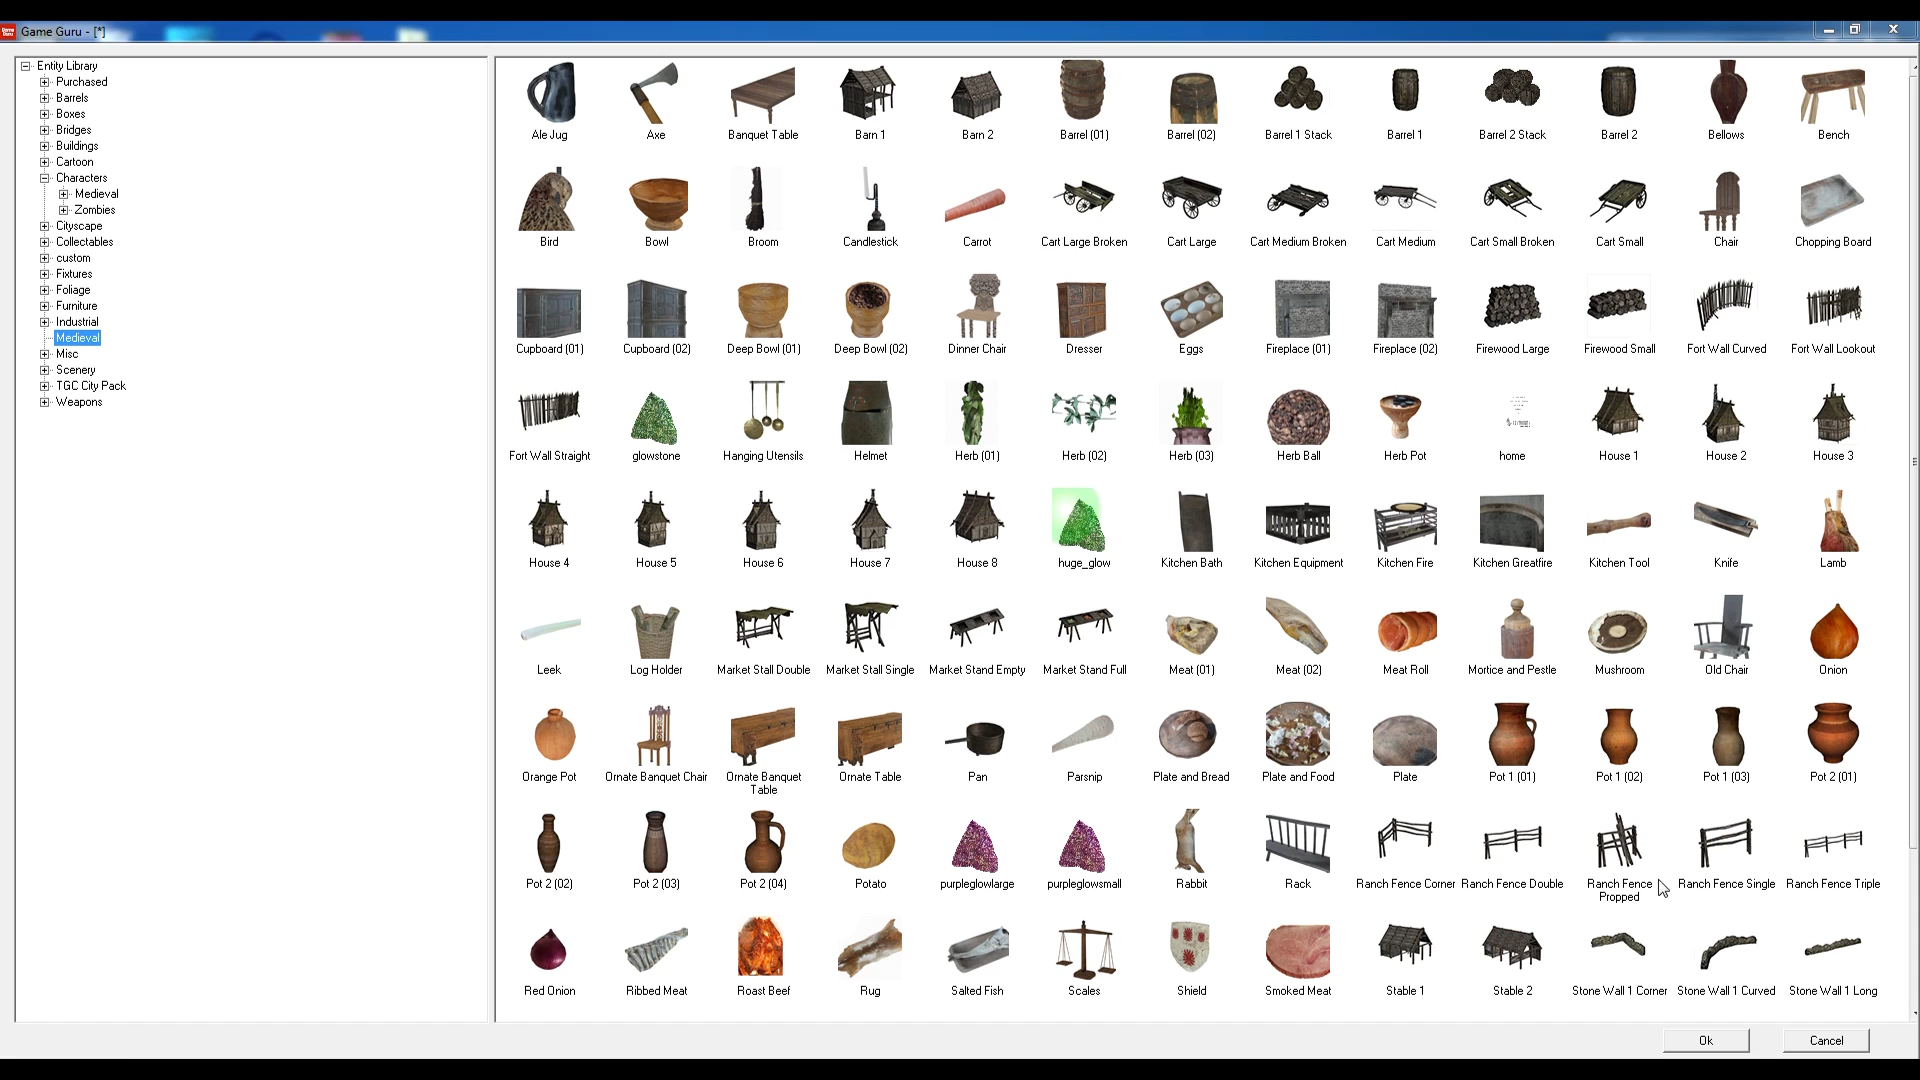 Game Guru - [*]
Entity Library
Purchased
Barrels
Boxes
Bridges
Buildings
Cartoon
Characters
Medieval
Zombies
Cityscape
Collectables
custom
Fixtures
Foliage
Furniture
Industrial
Medieval
Misc
Scenery
TGC City Pack
Weapons
Ale Jug
Axe
Banquet Table
Barn 1
Barn 2
Barrel (01)
Barrel (02)
Barrel 1 Stack
Barrel 1
Barrel 2 Stack
Barrel 2
Bellows
Bench
Bird
Bowl
Broom
Candlestick
Carrot
Cart Large Broken
Cart Large
Cart Medium Broken
Cart Medium
Cart Small Broken
Cart Small
Chair
Chopping Board
Cupboard (01)
Cupboard (02)
Deep Bowl (01)
Deep Bowl (02)
Dinner Chair
Dresser
Eggs
Fireplace (01)
Fireplace (02)
Firewood Large
Firewood Small
Fort Wall Curved
Fort Wall Lookout
Fort Wall Straight
glowstone
Hanging Utensils
Helmet
Herb (01)
Herb (02)
Herb (03)
Herb Ball
Herb Pot
home
House 1
House 2
House 3
House 4
House 5
House 6
House 7
House 8
huge_glow
Kitchen Bath
Kitchen Equipment
Kitchen Fire
Kitchen Greatfire
Kitchen Tool
Knife
Lamb
Leek
Log Holder
Market Stall Double
Market Stall Single
Market Stand Empty
Market Stand Full
Meat (01)
Meat (02)
Meat Roll
Mortice and Pestle
Mushroom
Old Chair
Onion
Orange Pot
Ornate Banquet Chair
Ornate Banquet
Table
Ornate Table
Pan
Parsnip
Plate and Bread
Plate and Food
Plate
Pot 1 (01)
Pot 1 (02)
Pot 1 (03)
Pot 2 (01)
Pot 2 (02)
Pot 2 (03)
Pot 2 (04)
Potato
purpleglowlarge
purpleglowsmall
Rabbit
Rack
Ranch Fence Corner
Ranch Fence Double
Ranch Fence
Propped
Ranch Fence Single
Ranch Fence Triple
Red Onion
Ribbed Meat
Roast Beef
Rug
Salted Fish
Scales
Shield
Smoked Meat
Stable 1
Stable 2
Stone Wall 1 Corner
Stone Wall 1 Curved
Stone Wall 1 Long
Ok
Cancel